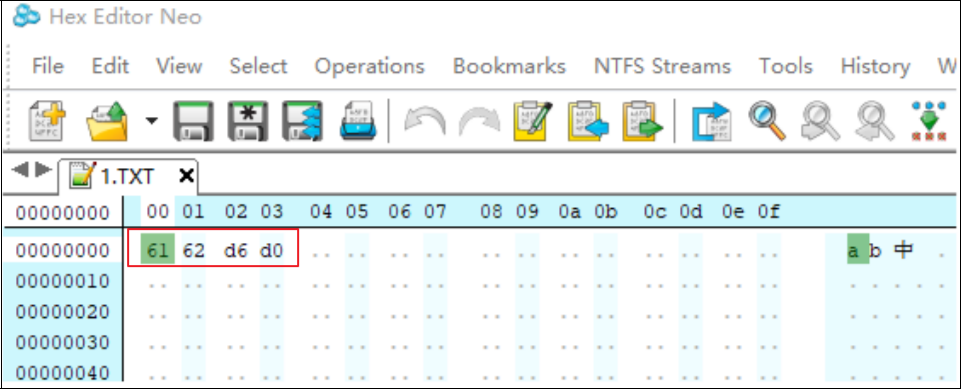 Hex Editor Neo
File Edit View Select Operations Bookmarks NTFS Streams Tools History W
1.TXT
00000000 00 01 02 03 04 05 06 07 08 09 0a 0b 0c 0d 0e 0f
00000000 61 62 d6 d0 .. .. .. .. .. .. .. .. .. .. .. .. ab中 .
00000010 .. .. .. .. .. .. .. .. .. .. .. .. .. .. .. .. . . . . .
00000020 .. .. .. .. .. .. .. .. .. .. .. .. .. .. .. .. . . . . .
00000030 .. .. .. .. .. .. .. .. .. .. .. .. .. .. .. .. . . . . .
00000040 .. .. .. .. .. .. .. .. .. .. .. .. .. .. .. .. . . . . .